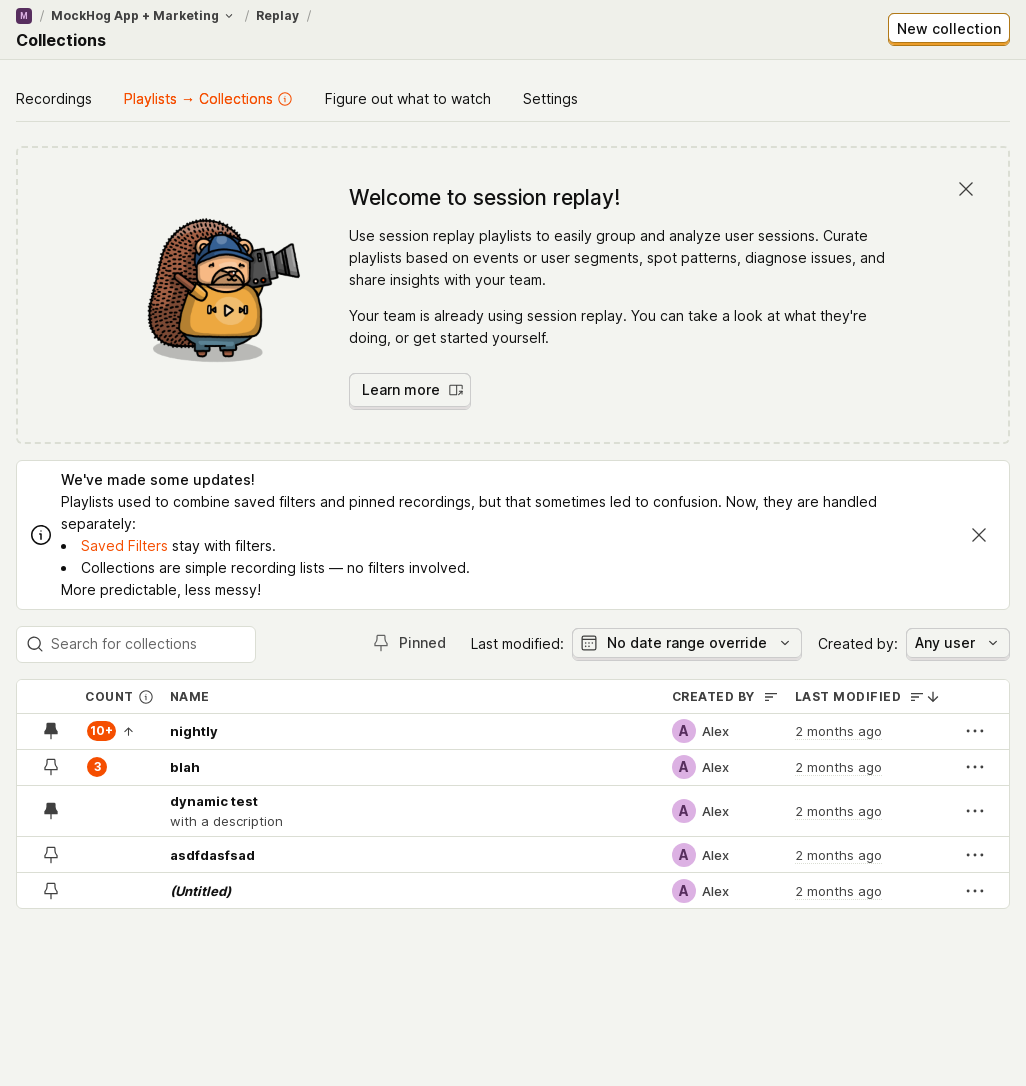 M / MockHog App + Marketing / Replay /
Collections
New collection
Recordings
Playlists → Collections
Figure out what to watch
Settings
Welcome to session replay!
Use session replay playlists to easily group and analyze user sessions. Curate
playlists based on events or user segments, spot patterns, diagnose issues, and
share insights with your team.
Your team is already using session replay. You can take a look at what they're
doing, or get started yourself.
Learn more
We've made some updates!
Playlists used to combine saved filters and pinned recordings, but that sometimes led to confusion. Now, they are handled
separately:
• Saved Filters stay with filters.
• Collections are simple recording lists — no filters involved.
More predictable, less messy!
Search for collections
Pinned
Last modified: No date range override
Created by: Any user
COUNT NAME CREATED BY LAST MODIFIED
10+ ↑ nightly A Alex 2 months ago ...
3 blah A Alex 2 months ago ...
dynamic test A Alex 2 months ago ...
with a description
asdfdasfsad A Alex 2 months ago ...
(Untitled) A Alex 2 months ago ...